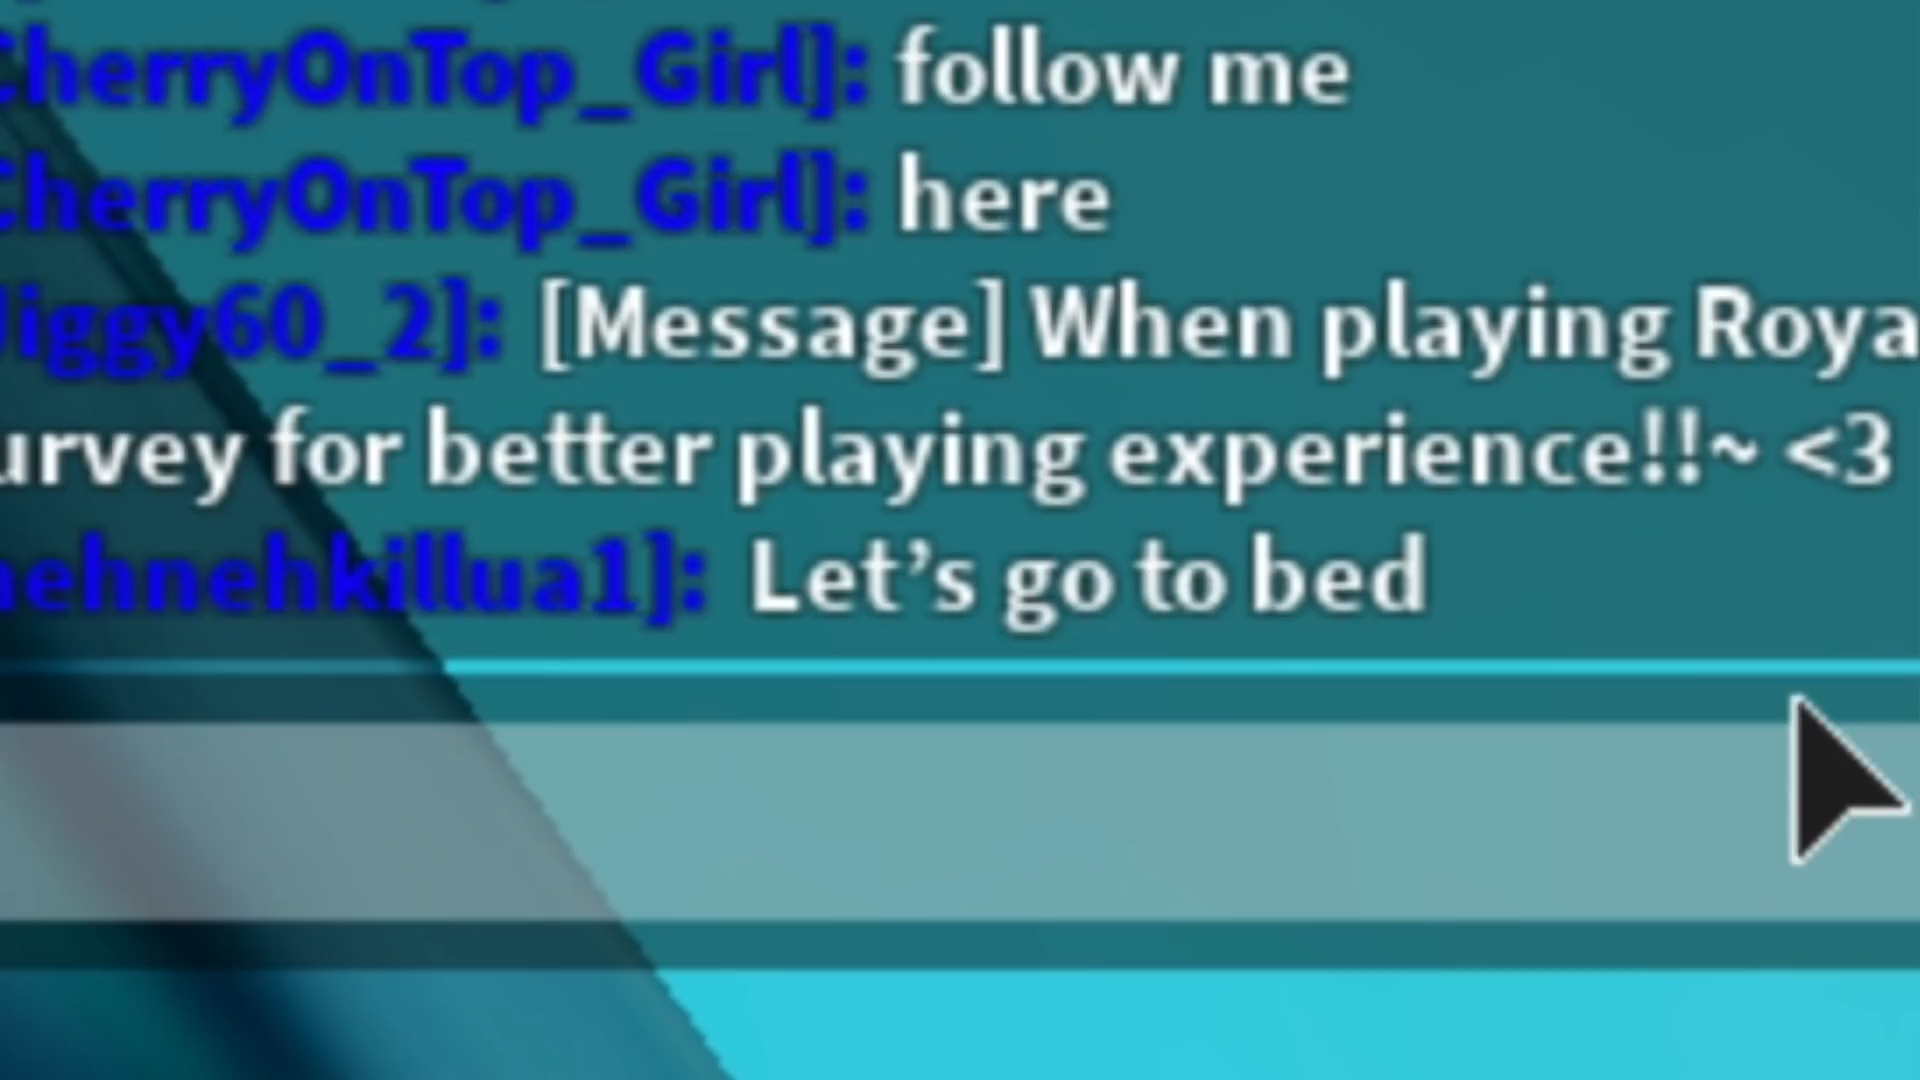 CherryOnTop_Girl]: follow me
CherryOnTop_Girl]: here
Jiggy60_2]: [Message] When playing Roya
urvey for better playing experience!!~ <3
nehnehkillua1]: Let’s go to bed